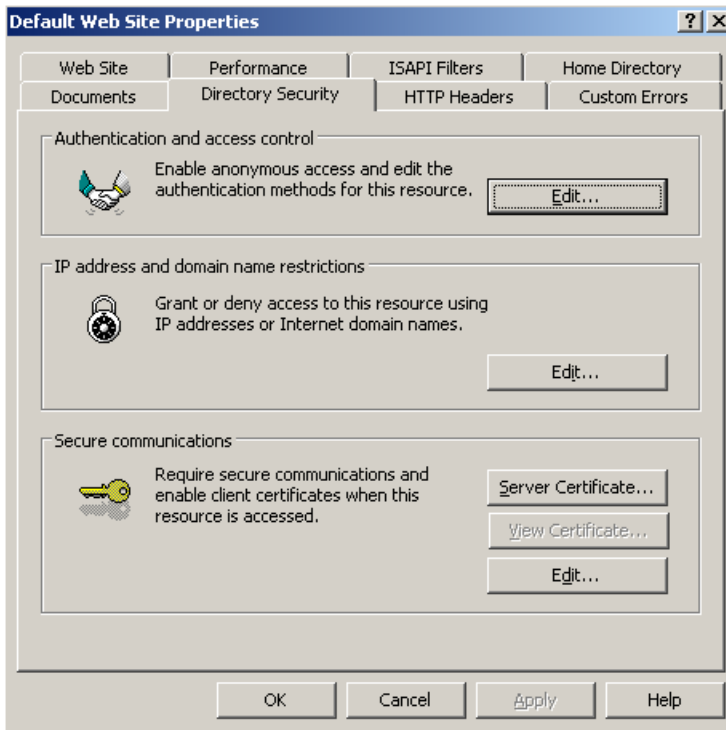 Default Web Site Properties
Web Site Performance ISAPI Filters Home Directory
Documents Directory Security HTTP Headers Custom Errors
Authentication and access control
Enable anonymous access and edit the
authentication methods for this resource.
Edit...
IP address and domain name restrictions
Grant or deny access to this resource using
IP addresses or Internet domain names.
Edit...
Secure communications
Require secure communications and
enable client certificates when this
resource is accessed.
Server Certificate...
View Certificate...
Edit...
OK Cancel Apply Help